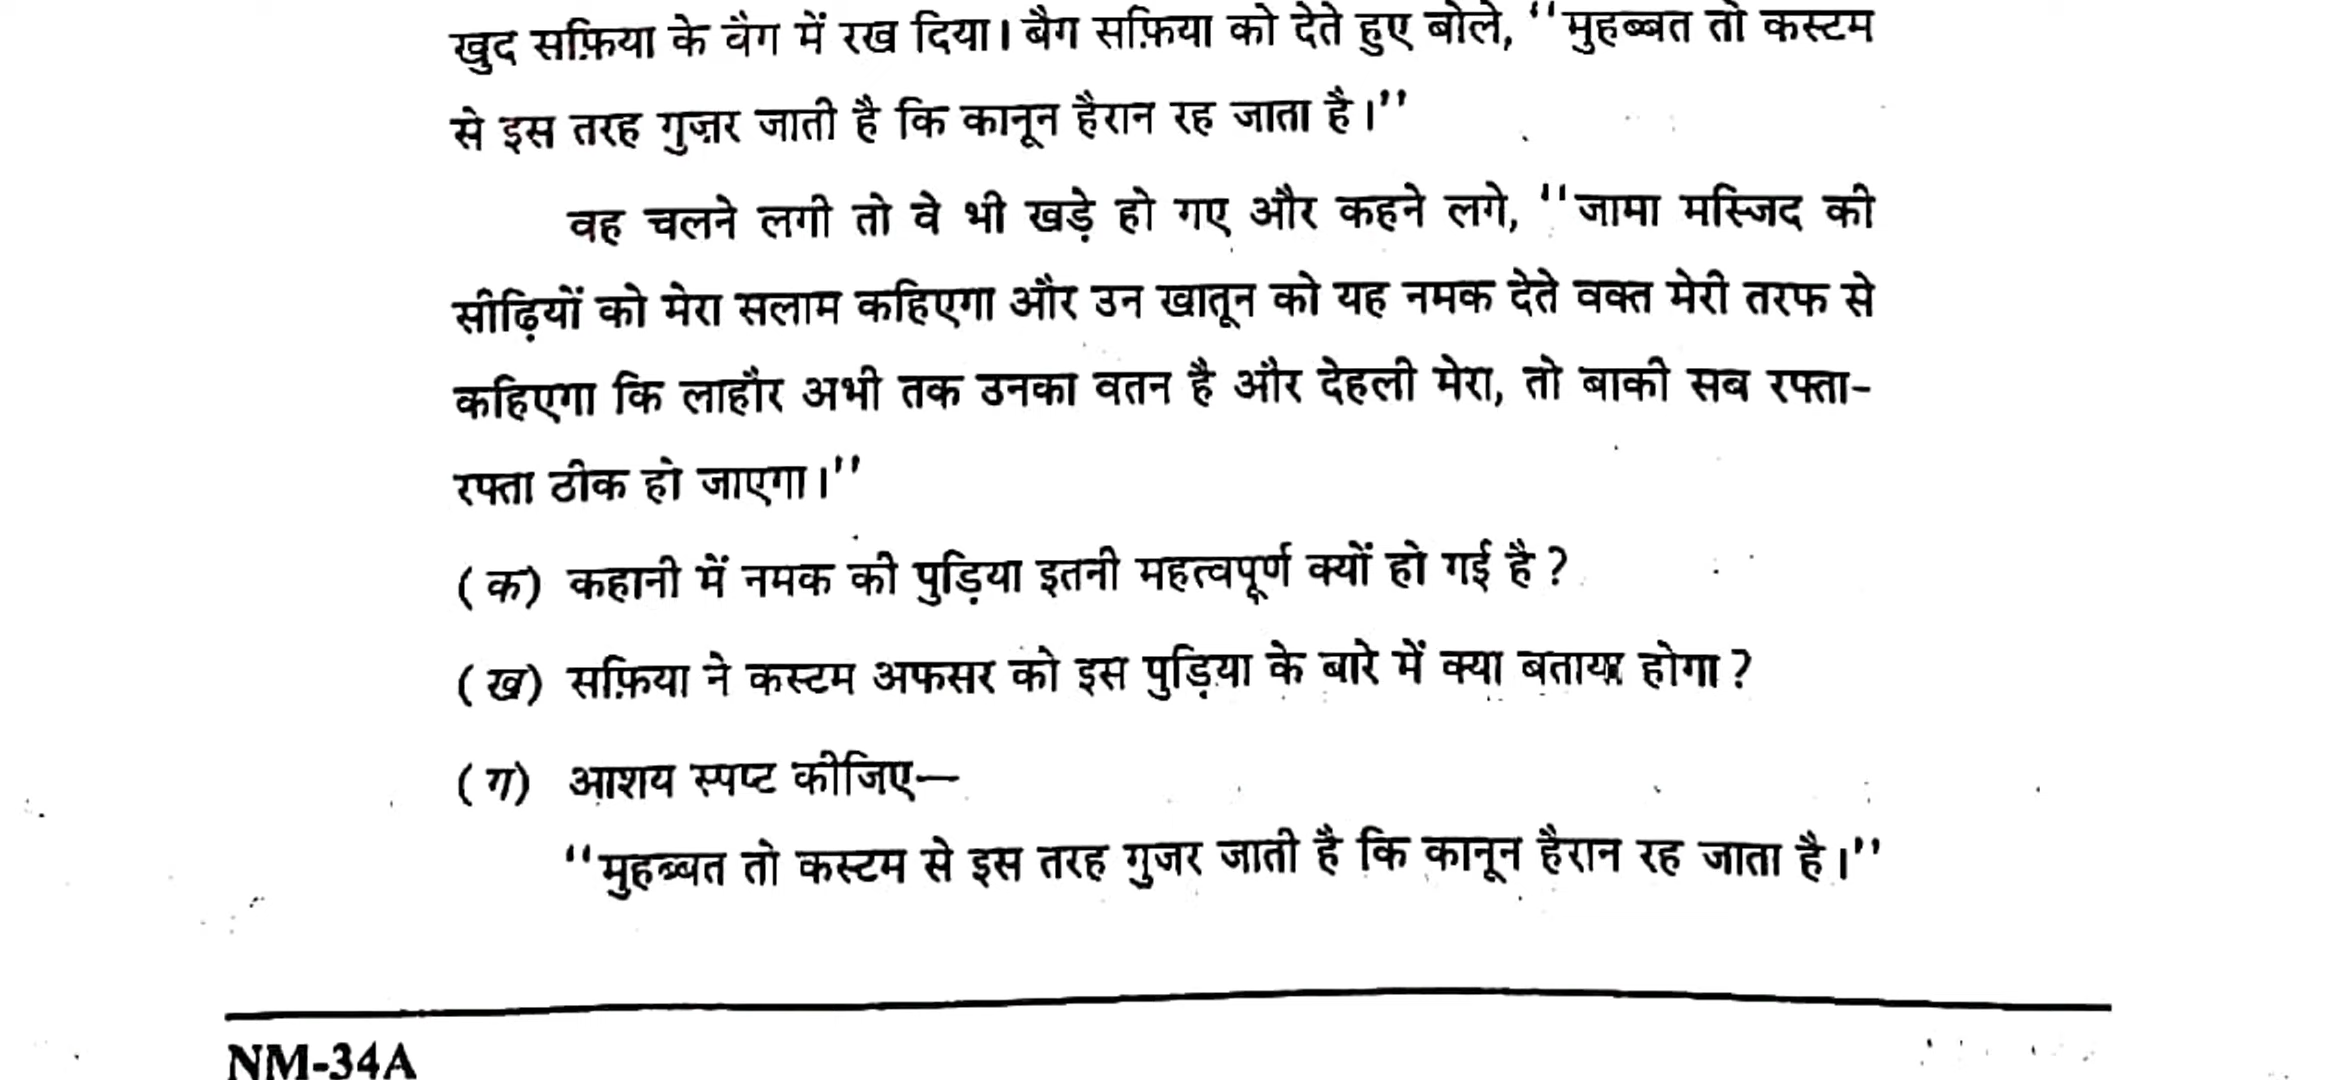 खुद सफ़िया के बैग में रख दिया। बैग सफ़िया को देते हुए बोले, ''मुहब्बत तो कस्टम
से इस तरह गुज़र जाती है कि कानून हैरान रह जाता है।''
वह चलने लगी तो वे भी खड़े हो गए और कहने लगे, ''जामा मस्जिद की
सीढ़ियों को मेरा सलाम कहिएगा और उन खातून को यह नमक देते वक्त मेरी तरफ से
कहिएगा कि लाहौर अभी तक उनका वतन है और देहली मेरा, तो बाकी सब रफ्ता-
रफ्ता ठीक हो जाएगा।''
(क) कहानी में नमक की पुड़िया इतनी महत्वपूर्ण क्यों हो गई है ?
(ख) सफ़िया ने कस्टम अफसर को इस पुड़िया के बारे में क्या बताया होगा ?
(ग) आशय स्पष्ट कीजिए—
''मुहब्बत तो कस्टम से इस तरह गुजर जाती है कि कानून हैरान रह जाता है।''
NM-34A